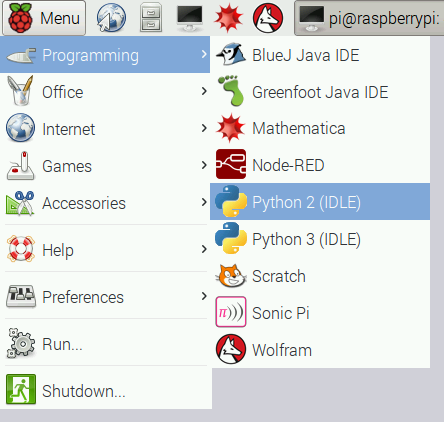 Menu
pi@raspberrypi:
Programming
Office
Internet
Games
Accessories
Help
Preferences
Run...
Shutdown...
BlueJ Java IDE
Greenfoot Java IDE
Mathematica
Node-RED
Python 2 (IDLE)
Python 3 (IDLE)
Scratch
π)))
Sonic Pi
Wolfram